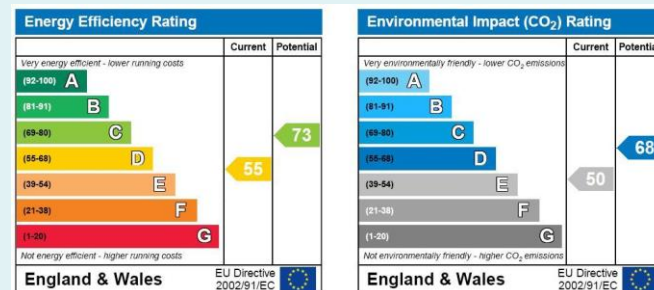 Energy Efficiency Rating
Current Potential
Very energy efficient - lower running costs
(92-100) A
(81-91) B
(69-80) C
73
(55-68) D
55
(39-54) E
(21-38) F
(1-20) G
Not energy efficient - higher running costs
England & Wales
EU Directive
2002/91/EC
Environmental Impact (CO₂) Rating
Current Potential
Very environmentally friendly - lower CO₂ emissions
(92-100) A
(81-91) B
(69-80) C
(55-68) D
68
(39-54) E
50
(21-38) F
(1-20) G
Not environmentally friendly - higher CO₂ emissions
England & Wales
EU Directive
2002/91/EC